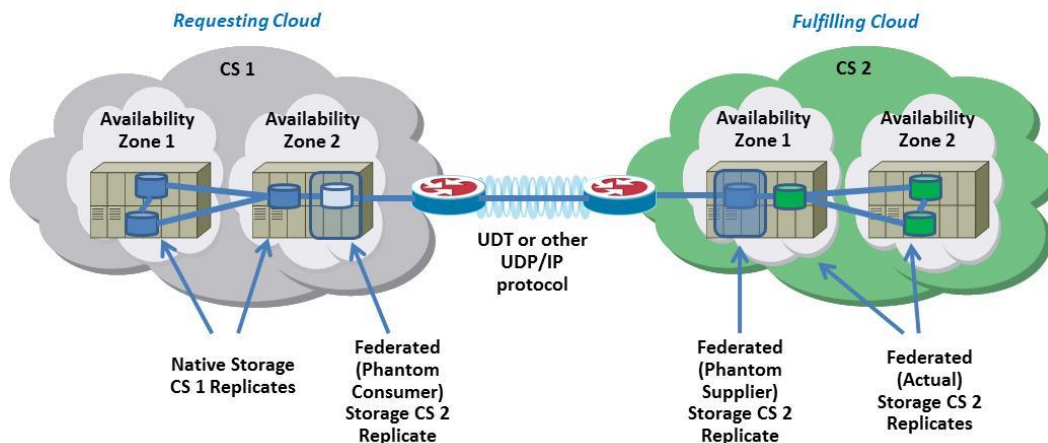 Requesting Cloud
Fulfilling Cloud
CS 1
CS 2
Availability
Zone 1
Availability
Zone 2
Availability
Zone 1
Availability
Zone 2
UDT or other
UDP/IP
protocol
Native Storage
CS 1 Replicates
Federated
(Phantom
Consumer)
Storage CS 2
Replicate
Federated
(Phantom
Supplier)
Storage CS 2
Replicate
Federated
(Actual)
Storage CS 2
Replicates